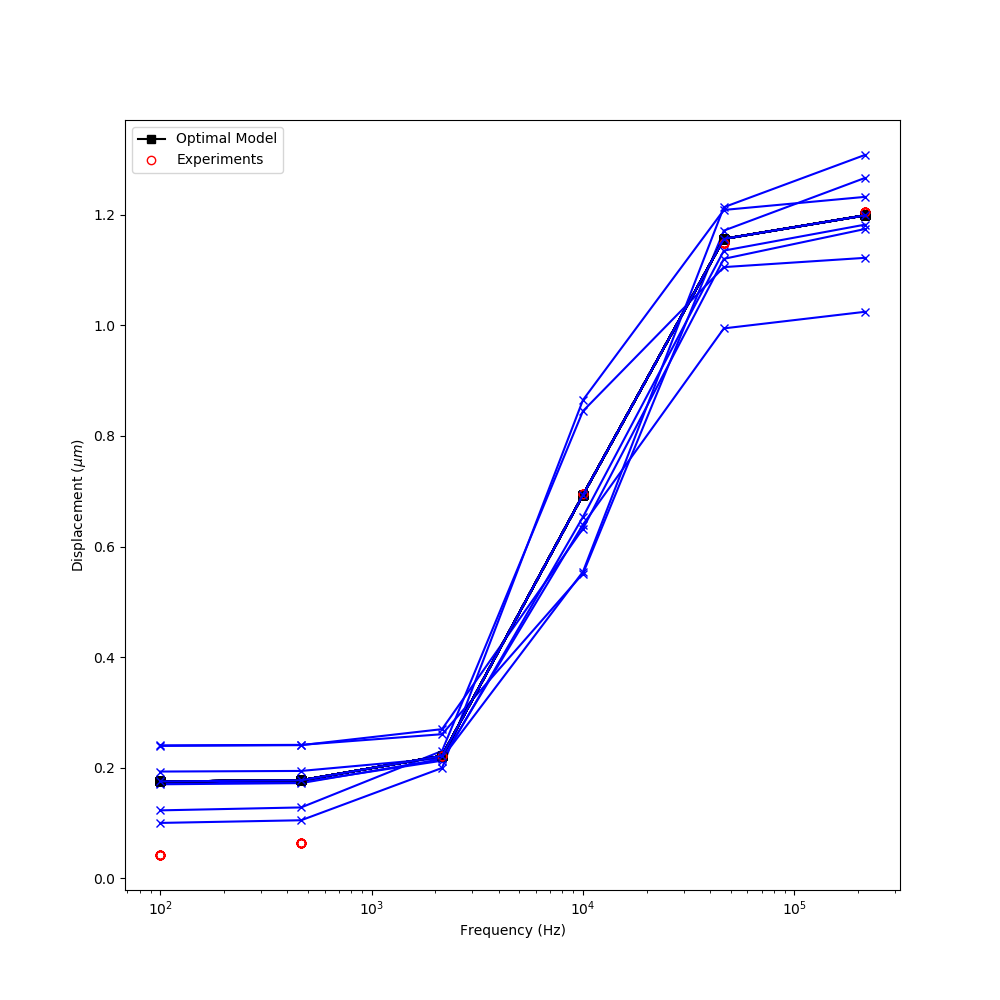 Optimal Model
Experiments
1.2
1.0
0.8
0.6
0.4
0.2
0.0
Displacement (μm)
10²
10³
10⁴
10⁵
Frequency (Hz)